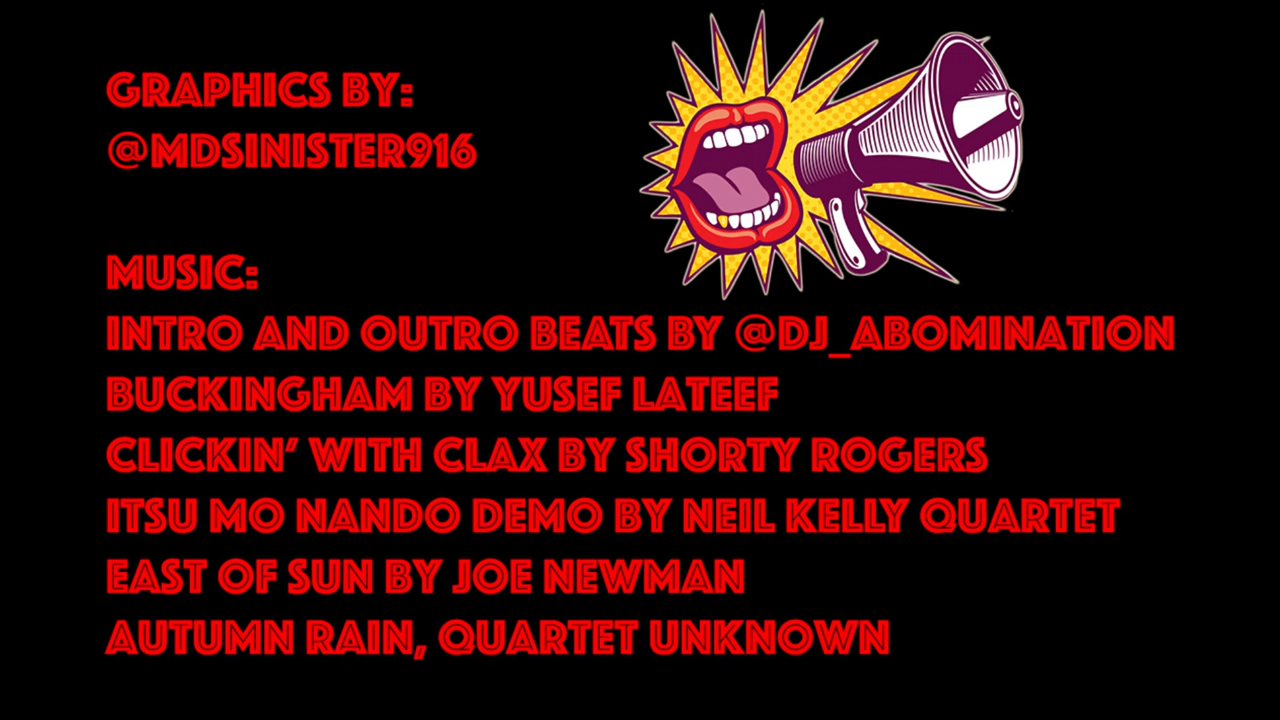 GRAPHICS BY:
@MDSINISTER916
MUSIC:
INTRO AND OUTRO BEATS BY @DJ_ABOMINATION
BUCKINGHAM BY YUSEF LATEEF
CLICKIN’ WITH CLAX BY SHORTY ROGERS
ITSU MO NANDO DEMO BY NEIL KELLY QUARTET
EAST OF SUN BY JOE NEWMAN
AUTUMN RAIN, QUARTET UNKNOWN